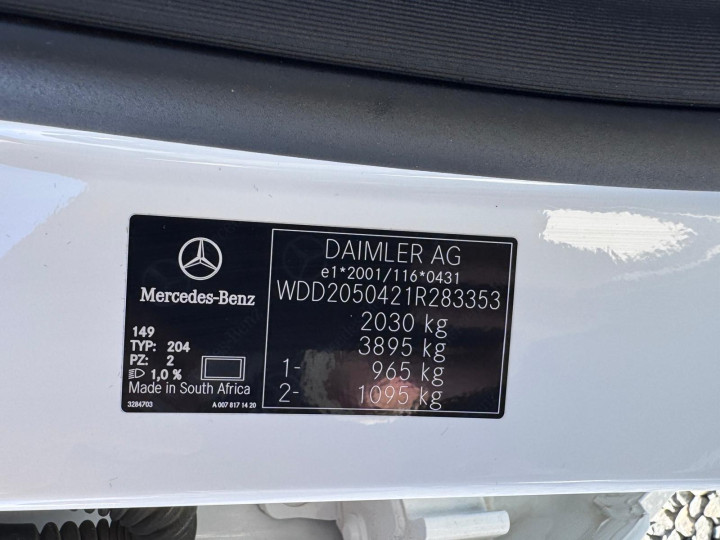 Mercedes-Benz
149
TYP: 204
PZ: 2
1,0 %
Made in South Africa
3284703
A 007 817 14 20
DAIMLER AG
e1*2001/116*0431
WDD2050421R283353
2030 kg
3895 kg
1- 965 kg
2- 1095 kg